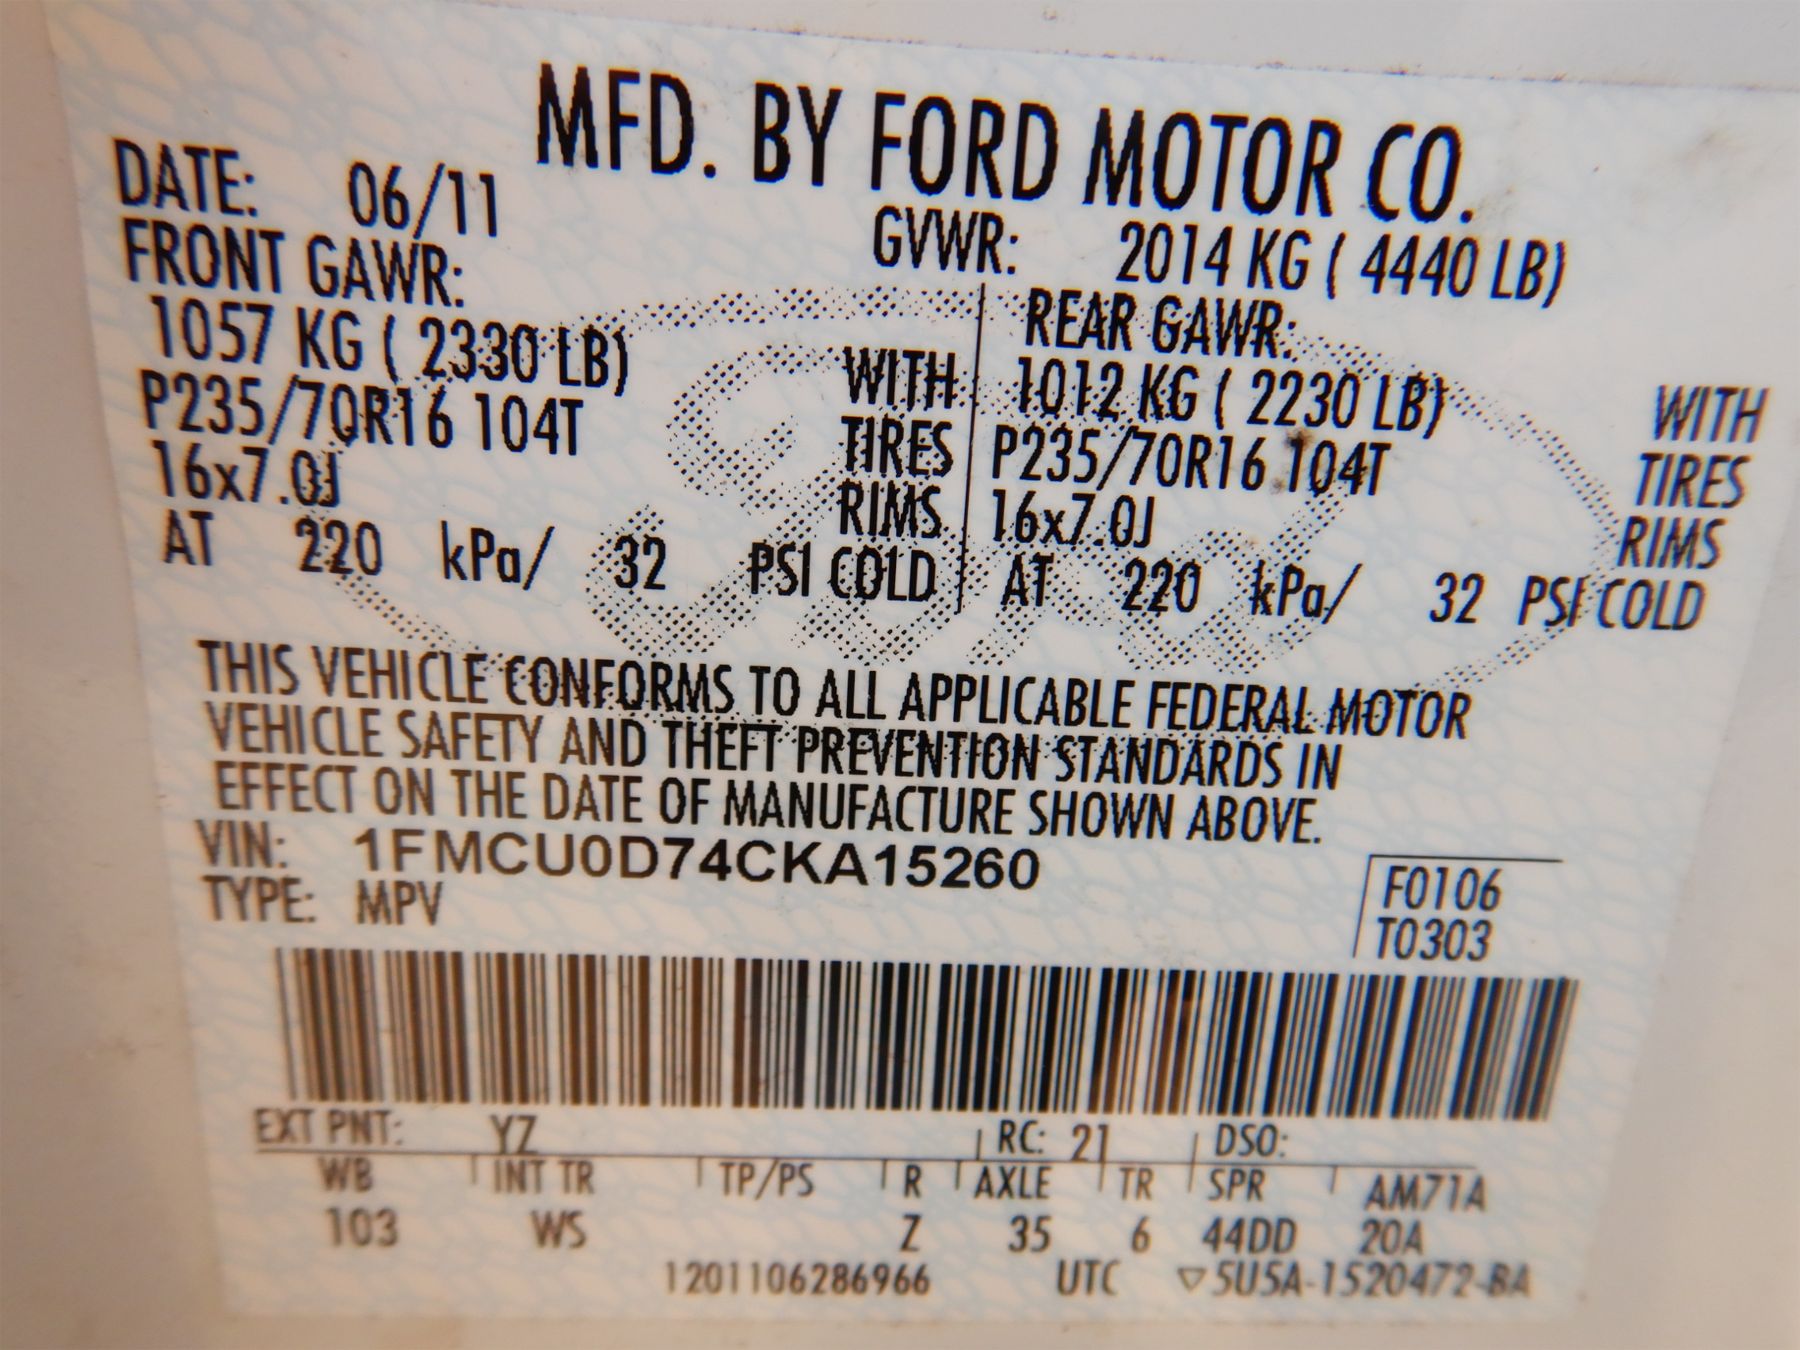 MFD. BY FORD MOTOR CO.
DATE: 06/11 GVWR: 2014 KG ( 4440 LB)
FRONT GAWR: REAR GAWR:
1057 KG ( 2330 LB) WITH 1012 KG ( 2230 LB) WITH
P235/70R16 104T TIRES P235/70R16 104T TIRES
16x7.0J RIMS 16x7.0J RIMS
AT 220 kPa/ 32 PSI COLD AT 220 kPa/ 32 PSI COLD
THIS VEHICLE CONFORMS TO ALL APPLICABLE FEDERAL MOTOR
VEHICLE SAFETY AND THEFT PREVENTION STANDARDS IN
EFFECT ON THE DATE OF MANUFACTURE SHOWN ABOVE.
VIN: 1FMCU0D74CKA15260
TYPE: MPV
F0106
T0303
EXT PNT: YZ RC: 21 DSO:
WB INT TR TP/PS R AXLE TR SPR AM71A
103 WS Z 35 6 44DD 20A
1201106286966 UTC ▽5U5A-1520472-BA